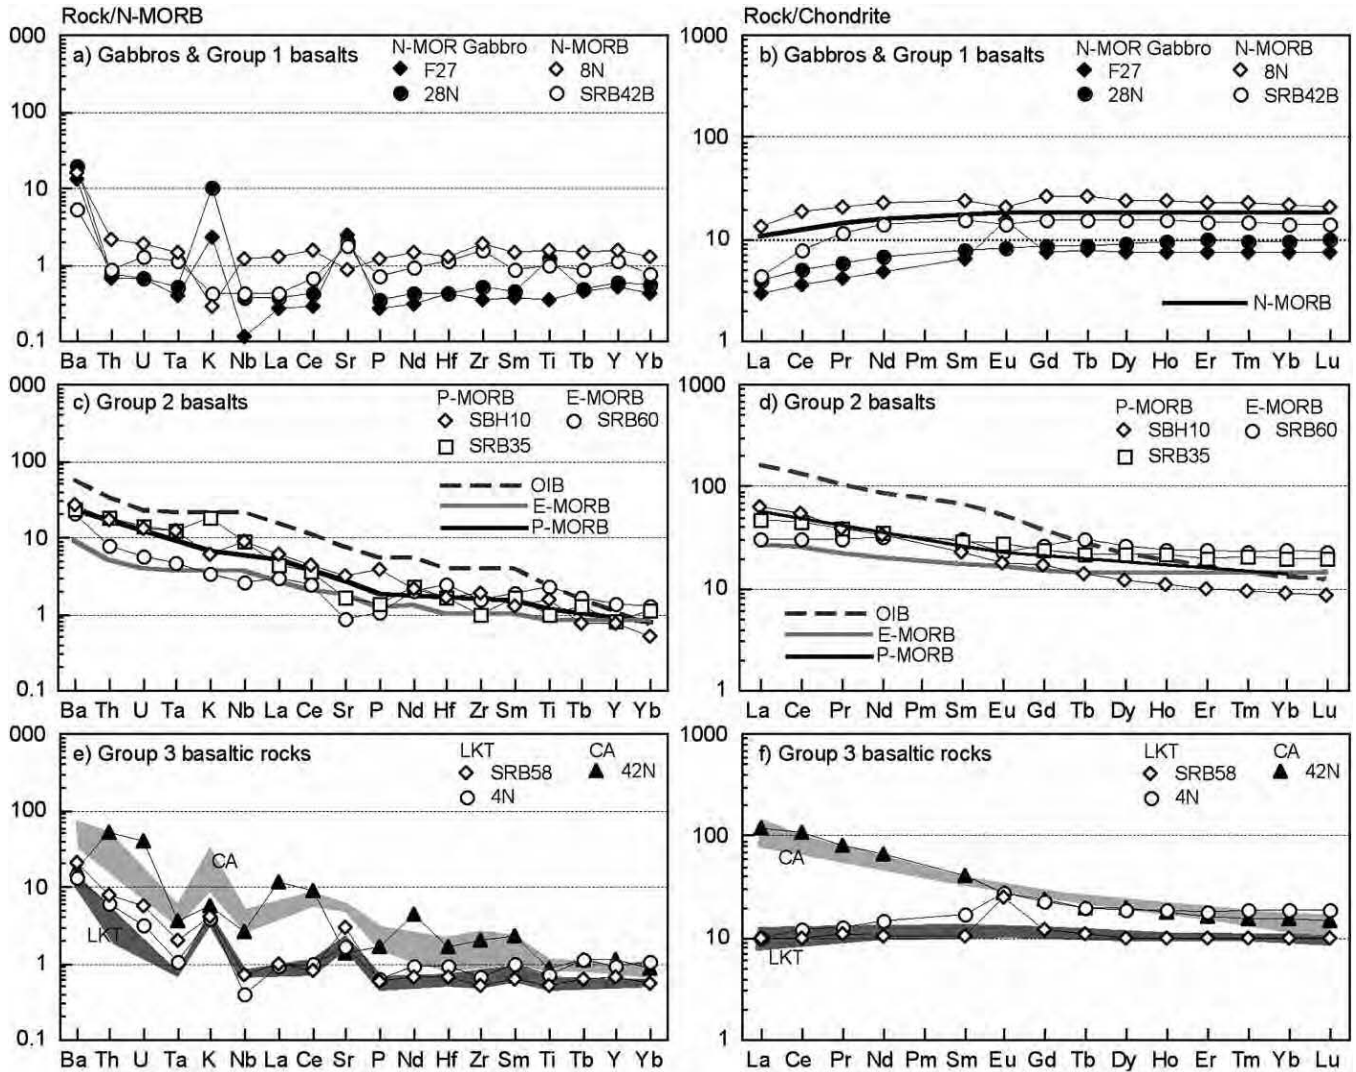 Rock/N-MORB
000
100
10
1
0.1
a) Gabbros & Group 1 basalts
N-MOR Gabbro N-MORB
F27 8N
28N SRB42B
Ba Th U Ta K Nb La Ce Sr P Nd Hf Zr Sm Ti Tb Y Yb
Rock/Chondrite
1000
100
10
1
b) Gabbros & Group 1 basalts
N-MOR Gabbro N-MORB
F27 8N
28N SRB42B
N-MORB
La Ce Pr Nd Pm Sm Eu Gd Tb Dy Ho Er Tm Yb Lu
000
100
10
1
0.1
c) Group 2 basalts
P-MORB E-MORB
SBH10 SRB60
SRB35
OIB
E-MORB
P-MORB
Ba Th U Ta K Nb La Ce Sr P Nd Hf Zr Sm Ti Tb Y Yb
1000
100
10
1
d) Group 2 basalts
P-MORB E-MORB
SBH10 SRB60
SRB35
OIB
E-MORB
P-MORB
La Ce Pr Nd Pm Sm Eu Gd Tb Dy Ho Er Tm Yb Lu
000
100
10
1
0.1
e) Group 3 basaltic rocks
LKT CA
SRB58 42N
4N
CA
LKT
Ba Th U Ta K Nb La Ce Sr P Nd Hf Zr Sm Ti Tb Y Yb
1000
100
10
1
f) Group 3 basaltic rocks
LKT CA
SRB58 42N
4N
CA
LKT
La Ce Pr Nd Pm Sm Eu Gd Tb Dy Ho Er Tm Yb Lu